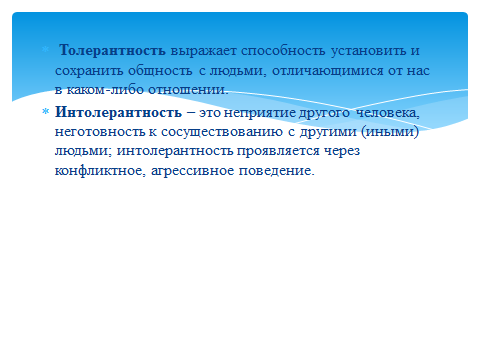 Толерантность выражает способность установить и
сохранить общность с людьми, отличающимися от нас
в каком-либо отношении.
Интолерантность – это неприятие другого человека,
неготовность к сосуществованию с другими (иными)
людьми; интолерантность проявляется через
конфликтное, агрессивное поведение.